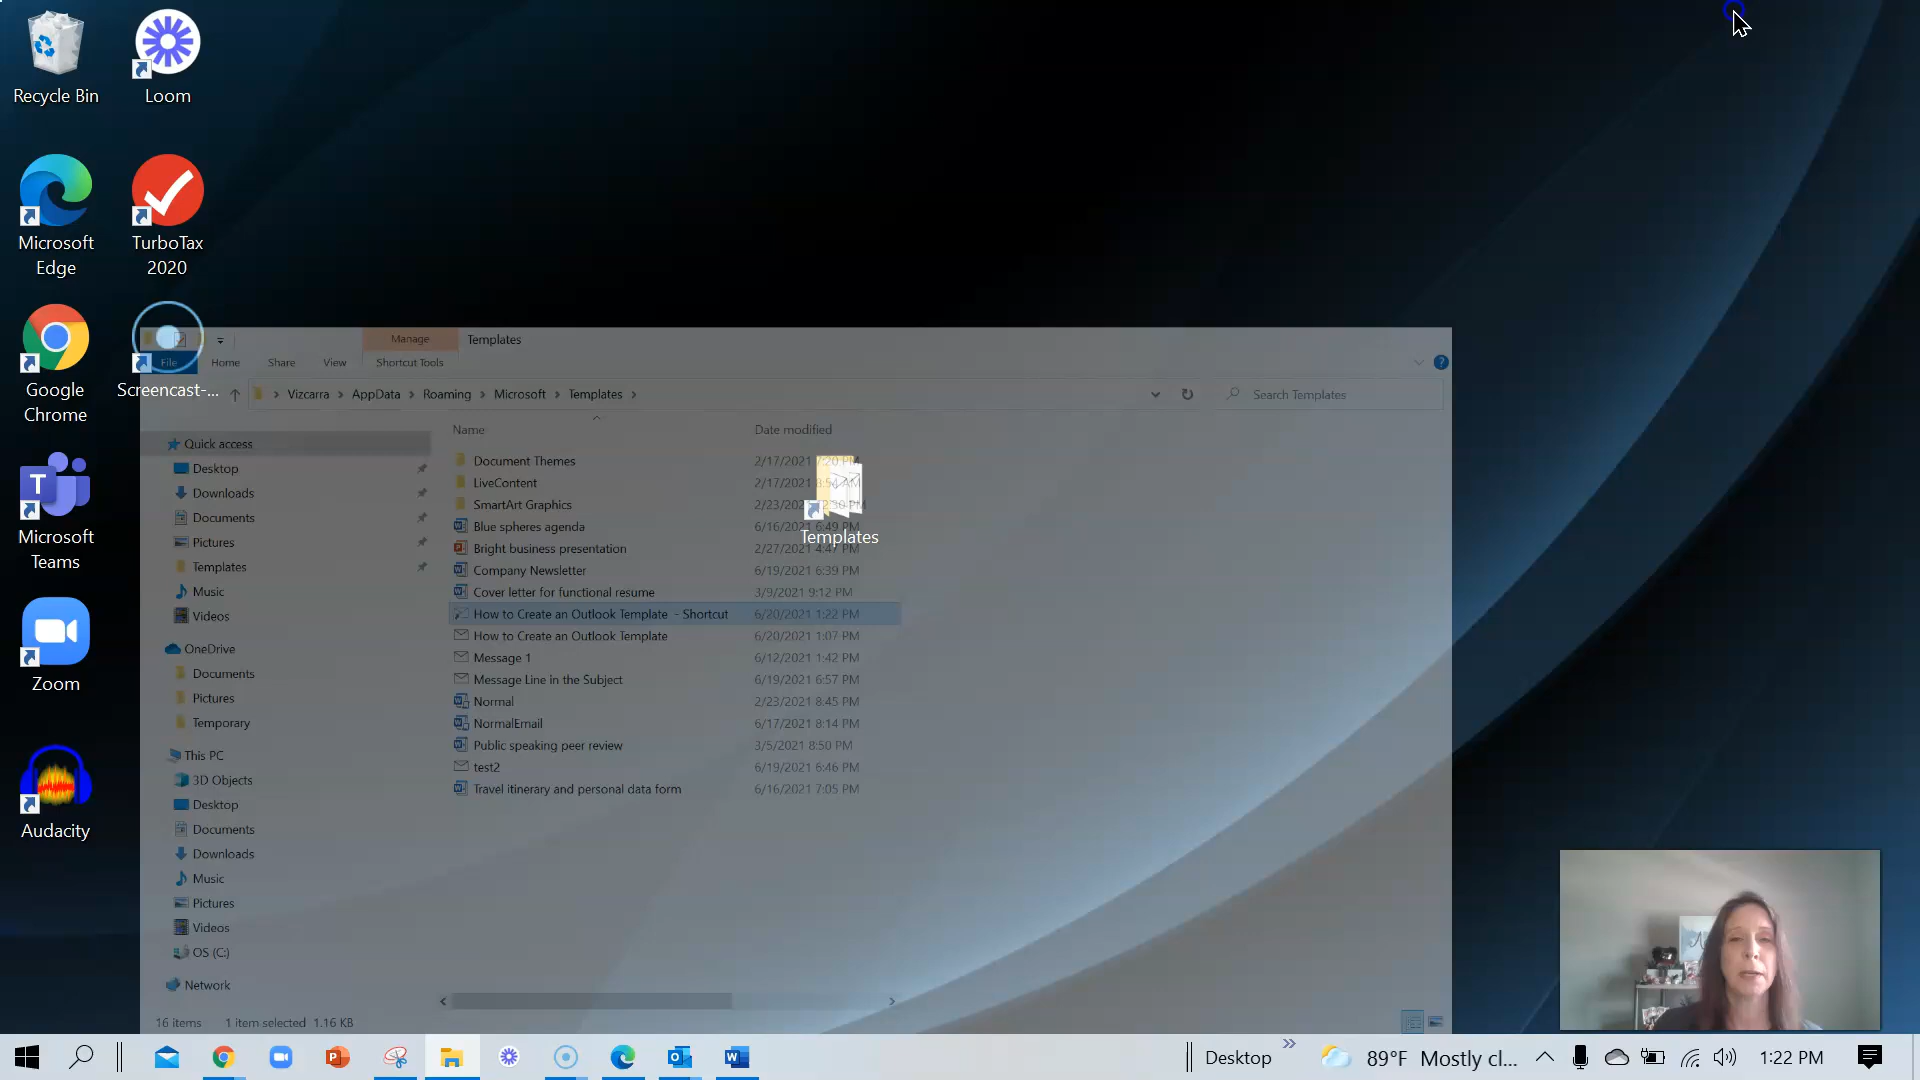 Recycle Bin
Loom
Microsoft
Edge
TurboTax
2020
Google
Chrome
Screencast-...
Microsoft
Teams
Zoom
Audacity
Manage
Templates
File
Home
Share
View
Shortcut Tools
Vizcarra
AppData
Roaming
Microsoft
Templates
Search Templates
Quick access
Desktop
Downloads
Documents
Pictures
Templates
Music
Videos
OneDrive
Documents
Pictures
Temporary
This PC
3D Objects
Desktop
Documents
Downloads
Music
Pictures
Videos
OS (C:)
Network
Name
Date modified
Document Themes
2/17/2021 7:20 PM
LiveContent
2/17/2021 8:54 AM
SmartArt Graphics
Blue spheres agenda
6/16/2021 6:49 PM
Bright business presentation
2/27/2021 4:47 PM
Company Newsletter
6/19/2021 6:39 PM
Cover letter for functional resume
3/9/2021 9:12 PM
How to Create an Outlook Template - Shortcut
6/20/2021 1:22 PM
How to Create an Outlook Template
6/20/2021 1:07 PM
Message 1
6/12/2021 1:42 PM
Message Line in the Subject
6/19/2021 6:57 PM
Normal
2/23/2021 8:45 PM
NormalEmail
6/17/2021 8:14 PM
Public speaking peer review
3/5/2021 8:50 PM
test2
6/19/2021 6:46 PM
Travel itinerary and personal data form
6/16/2021 7:05 PM
Templates
16 items
1 item selected 1.16 KB
Desktop
89°F Mostly cl...
1:22 PM